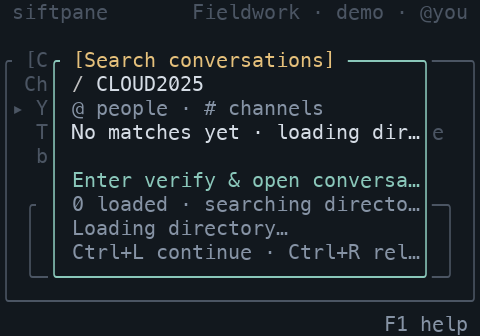 siftpane Fieldwork · demo · @you
[C [Search conversations]
Ch / CLOUD2025
▸ Y @ people · # channels
T No matches yet · loading dir… e
b
Enter verify & open conversa…
0 loaded · searching directo…
Loading directory…
Ctrl+L continue · Ctrl+R rel…
F1 help